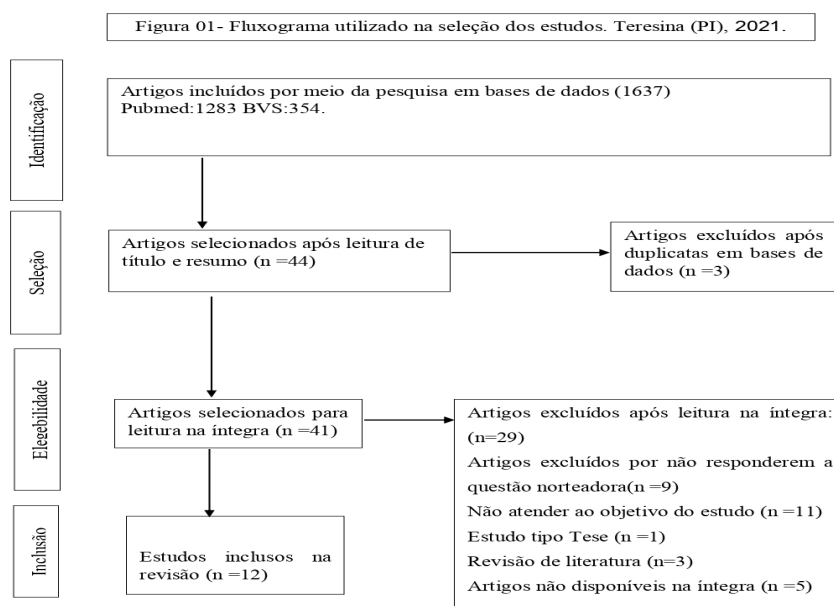 Figura 01- Fluxograma utilizado na seleção dos estudos. Teresina (PI), 2021.
Identificação
Artigos incluídos por meio da pesquisa em bases de dados (1637)
Pubmed:1283 BVS:354.
Seleção
Artigos selecionados após leitura de
título e resumo (n =44)
Artigos excluídos após
duplicatas em bases de
dados (n =3)
Elegebilidade
Artigos selecionados para
leitura na íntegra (n =41)
Artigos excluídos após leitura na íntegra:
(n=29)
Artigos excluídos por não responderem a
questão norteadora(n =9)
Não atender ao objetivo do estudo (n =11)
Estudo tipo Tese (n =1)
Revisão de literatura (n=3)
Artigos não disponíveis na íntegra (n =5)
Inclusão
Estudos inclusos na
revisão (n =12)